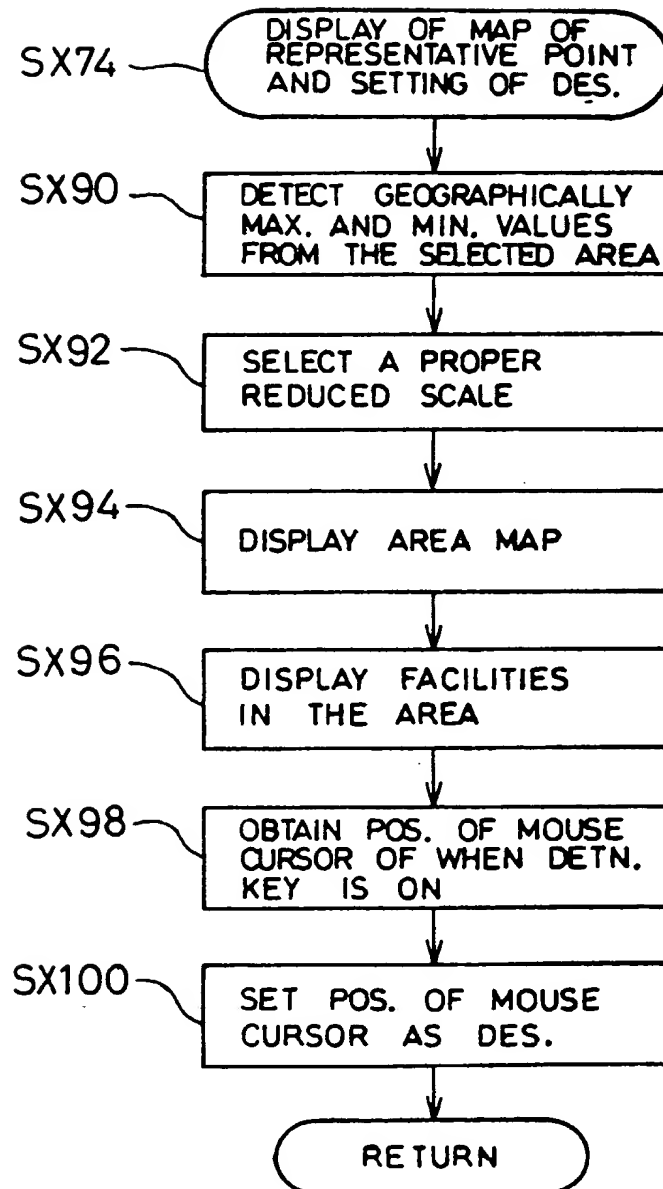 SX74
DISPLAY OF MAP OF
REPRESENTATIVE POINT
AND SETTING OF DES.
SX90
DETECT GEOGRAPHICALLY
MAX. AND MIN. VALUES
FROM THE SELECTED AREA
SX92
SELECT A PROPER
REDUCED SCALE
SX94
DISPLAY AREA MAP
SX96
DISPLAY FACILITIES
IN THE AREA
SX98
OBTAIN POS. OF MOUSE
CURSOR OF WHEN DETN.
KEY IS ON
SX100
SET POS. OF MOUSE
CURSOR AS DES.
RETURN